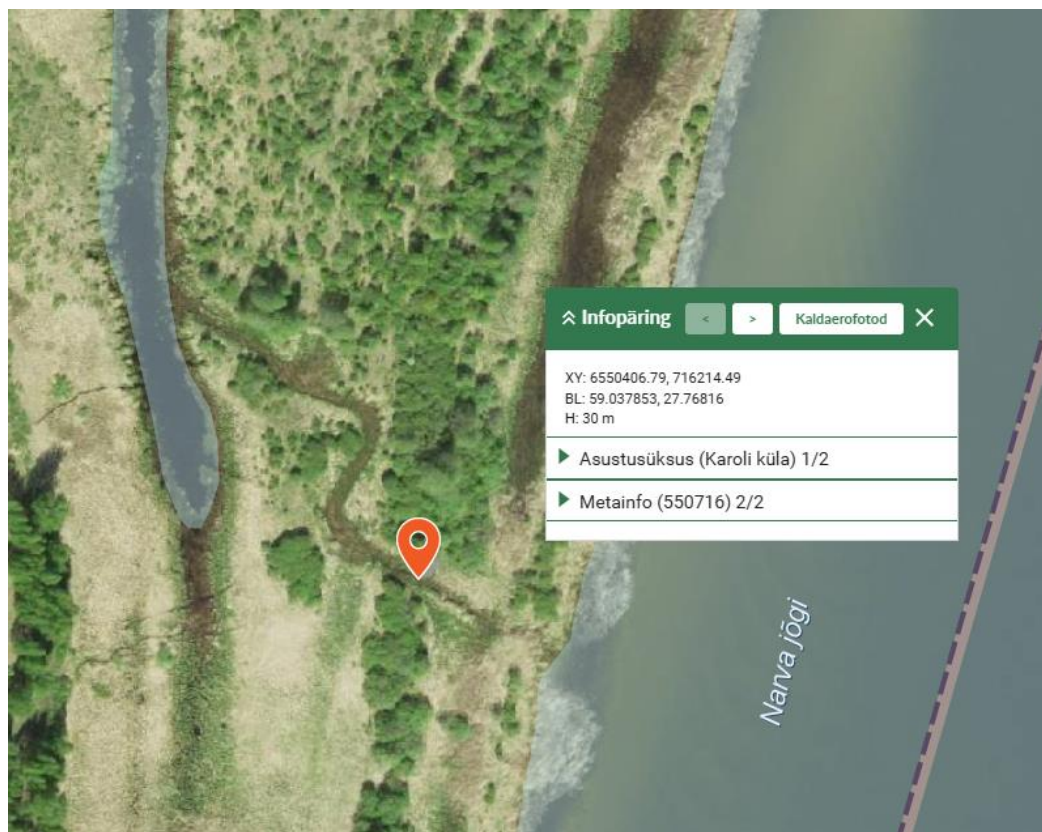 Infopäring < > Kaldaerofotod
XY: 6550406.79, 716214.49
BL: 59.037853, 27.76816
H: 30 m
Asustusüksus (Karoli küla) 1/2
Metainfo (550716) 2/2
Narva jõgi